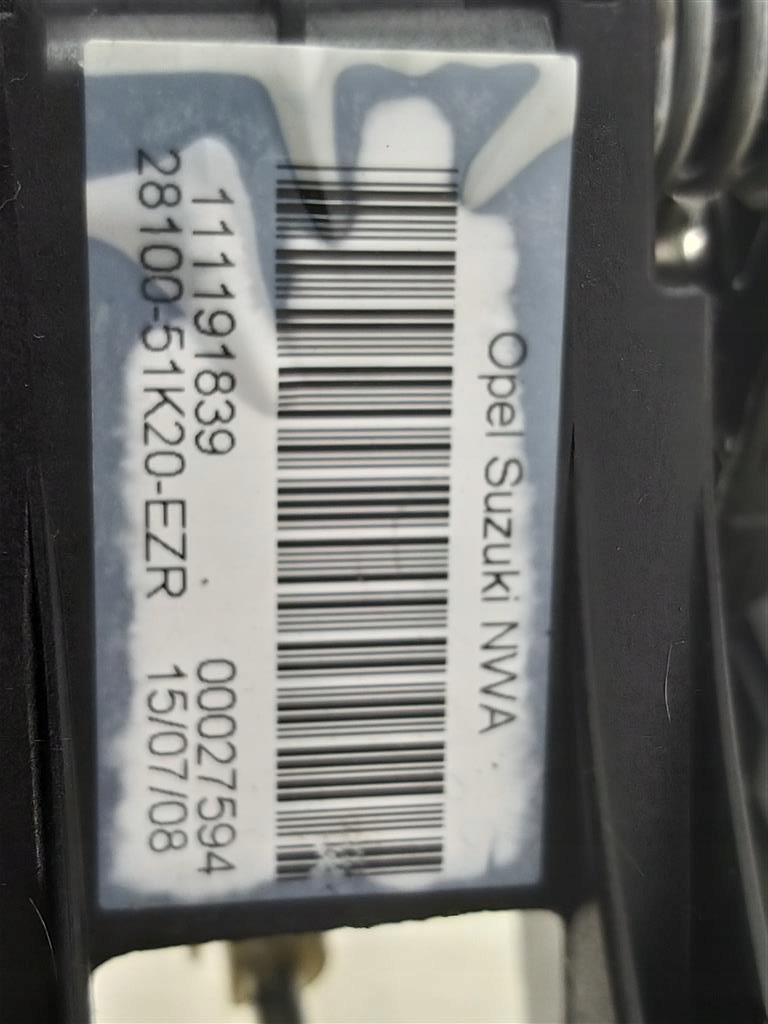 Opel Suzuki NWA
111191839 00027594
28100-51K20-EZR 15/07/08